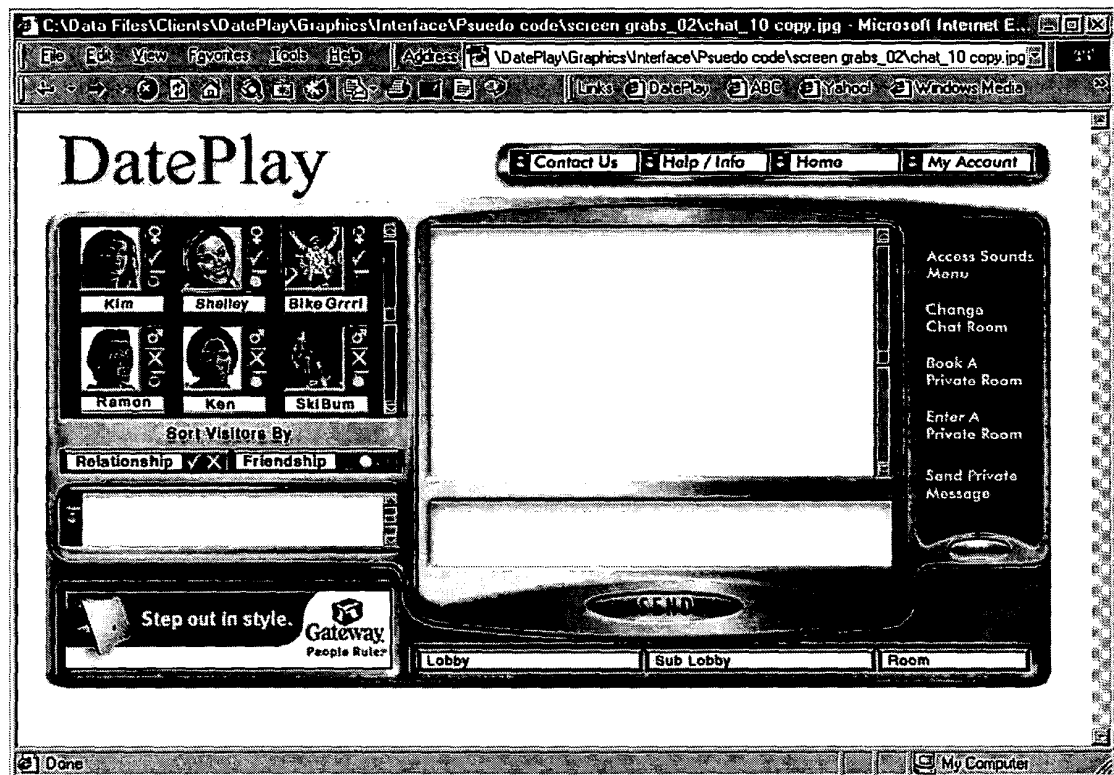 C:\Data Files\Clients\DatePlay\Graphics\Interface\Psuedo code\screen grabs_02\chat_10 copy.jpg - Microsoft Internet E...
File Edit View Favorites Tools Help Address \DatePlay\Graphics\Interface\Psuedo code\screen grabs_02\chat_10 copy.jpg
Links DatePlay ABC Yahoo! Windows Media
DatePlay
Contact Us Help / Info Home My Account
Kim Shelley Bike Grrrl
Ramon Ken SkiBum
Sort Visitors By
Relationship Friendship
Access Sounds
Menu
Change
Chat Room
Book A
Private Room
Enter A
Private Room
Send Private
Message
SEND
Step out in style.
Gateway
People Rule
Lobby Sub Lobby Room
Done My Computer